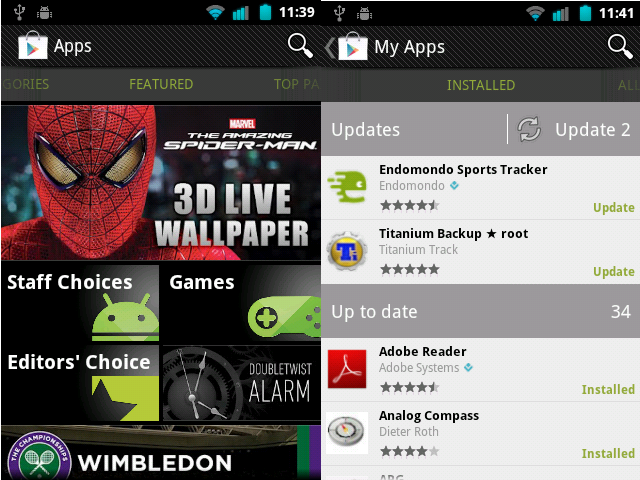 11:39
Apps
GORIES
FEATURED
TOP PA
MARVEL
THE AMAZING
SPIDER-MAN
3D LIVE
WALLPAPER
Staff Choices
Games
Editors' Choice
DOUBLETWIST
ALARM
THE CHAMPIONSHIPS
WIMBLEDON
11:41
My Apps
INSTALLED
ALL
Updates
Update 2
Endomondo Sports Tracker
Endomondo
Update
Titanium Backup ★ root
Titanium Track
Update
Up to date
34
Adobe Reader
Adobe Systems
Installed
Analog Compass
Dieter Roth
Installed